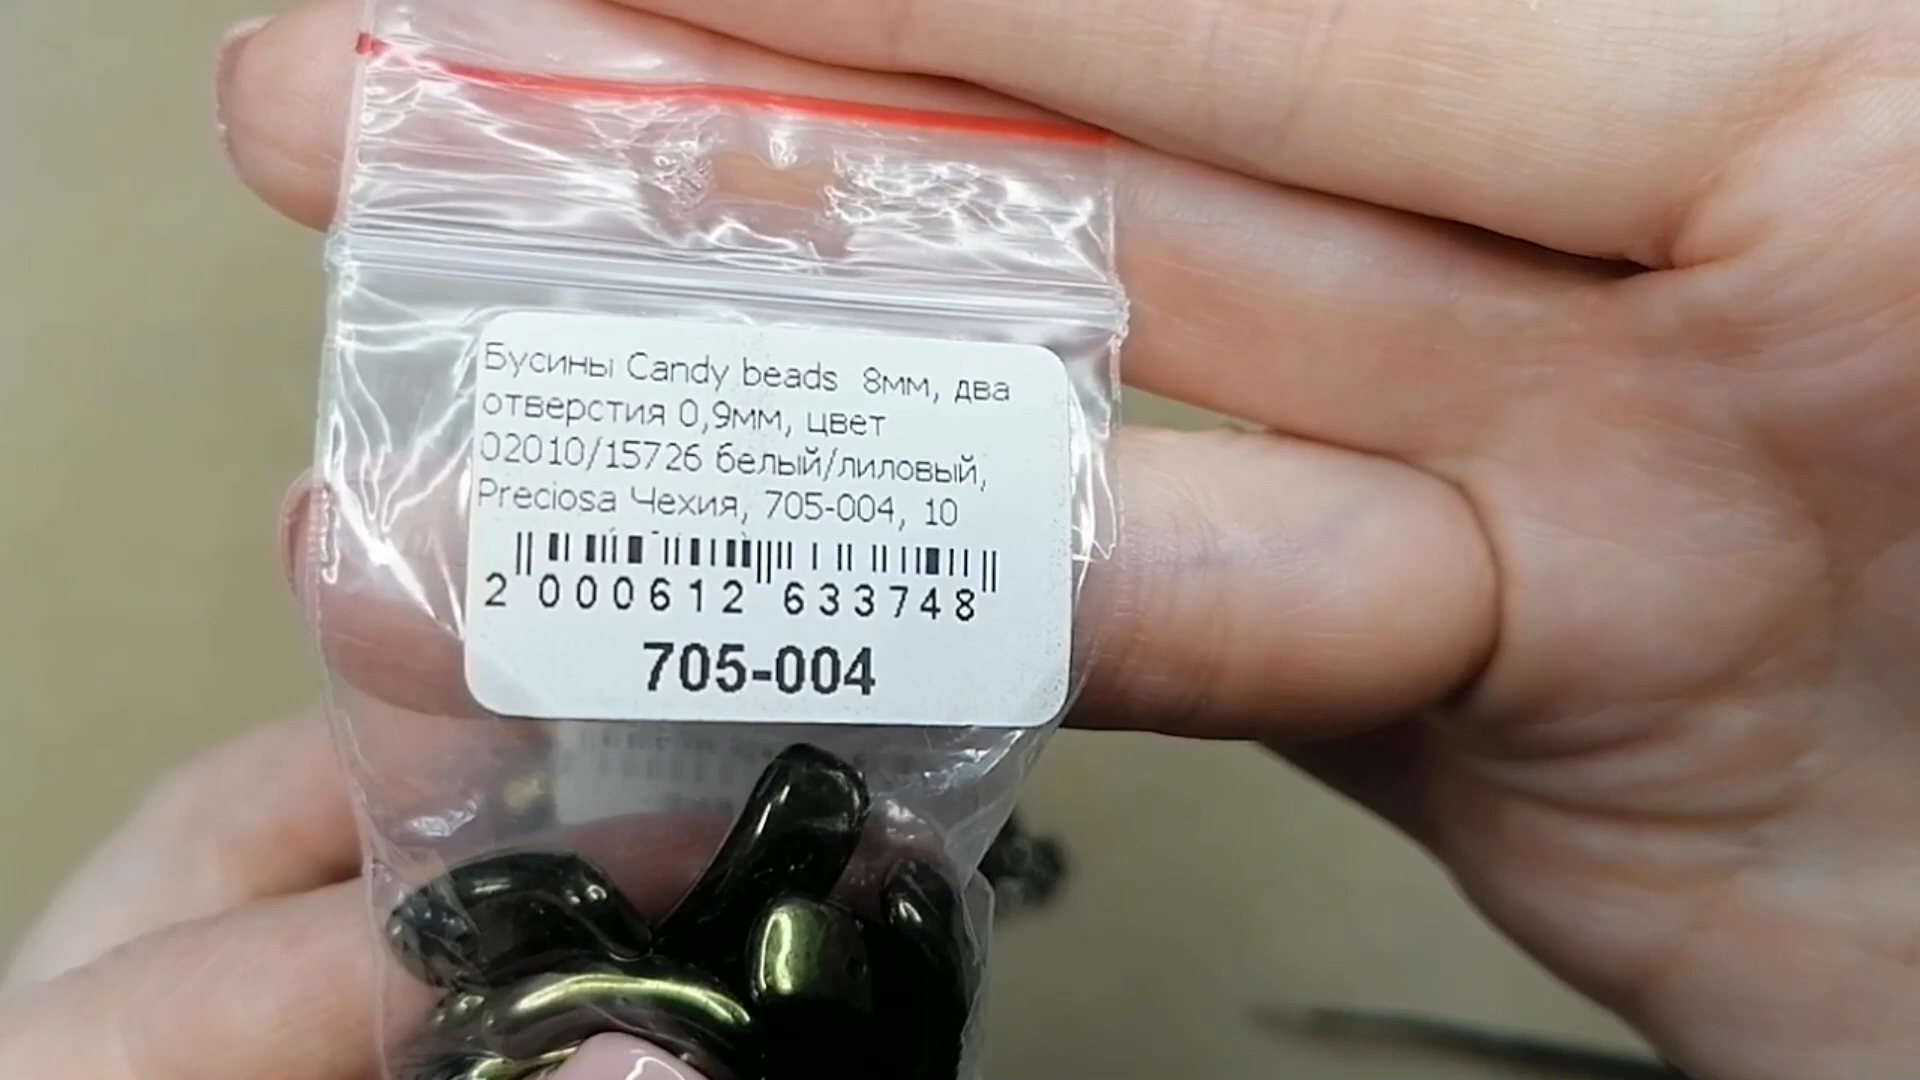 Бусины Candy beads 8мм, два
отверстия 0,9мм, цвет
02010/15726 белый/лиловый,
Preciosa Чехия, 705-004, 10
2 000612 633748
705-004